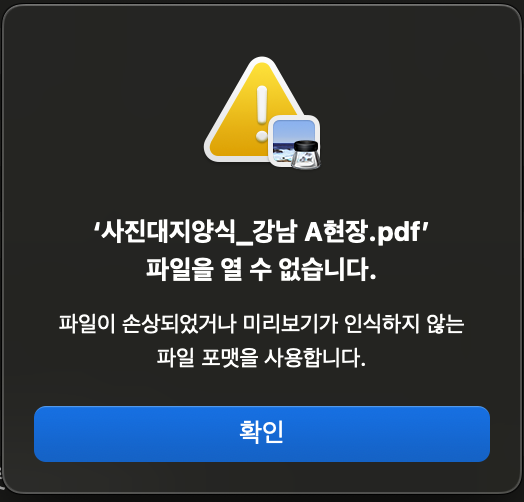 ‘사진대지양식_강남 A현장.pdf’
파일을 열 수 없습니다.
파일이 손상되었거나 미리보기가 인식하지 않는
파일 포맷을 사용합니다.
확인